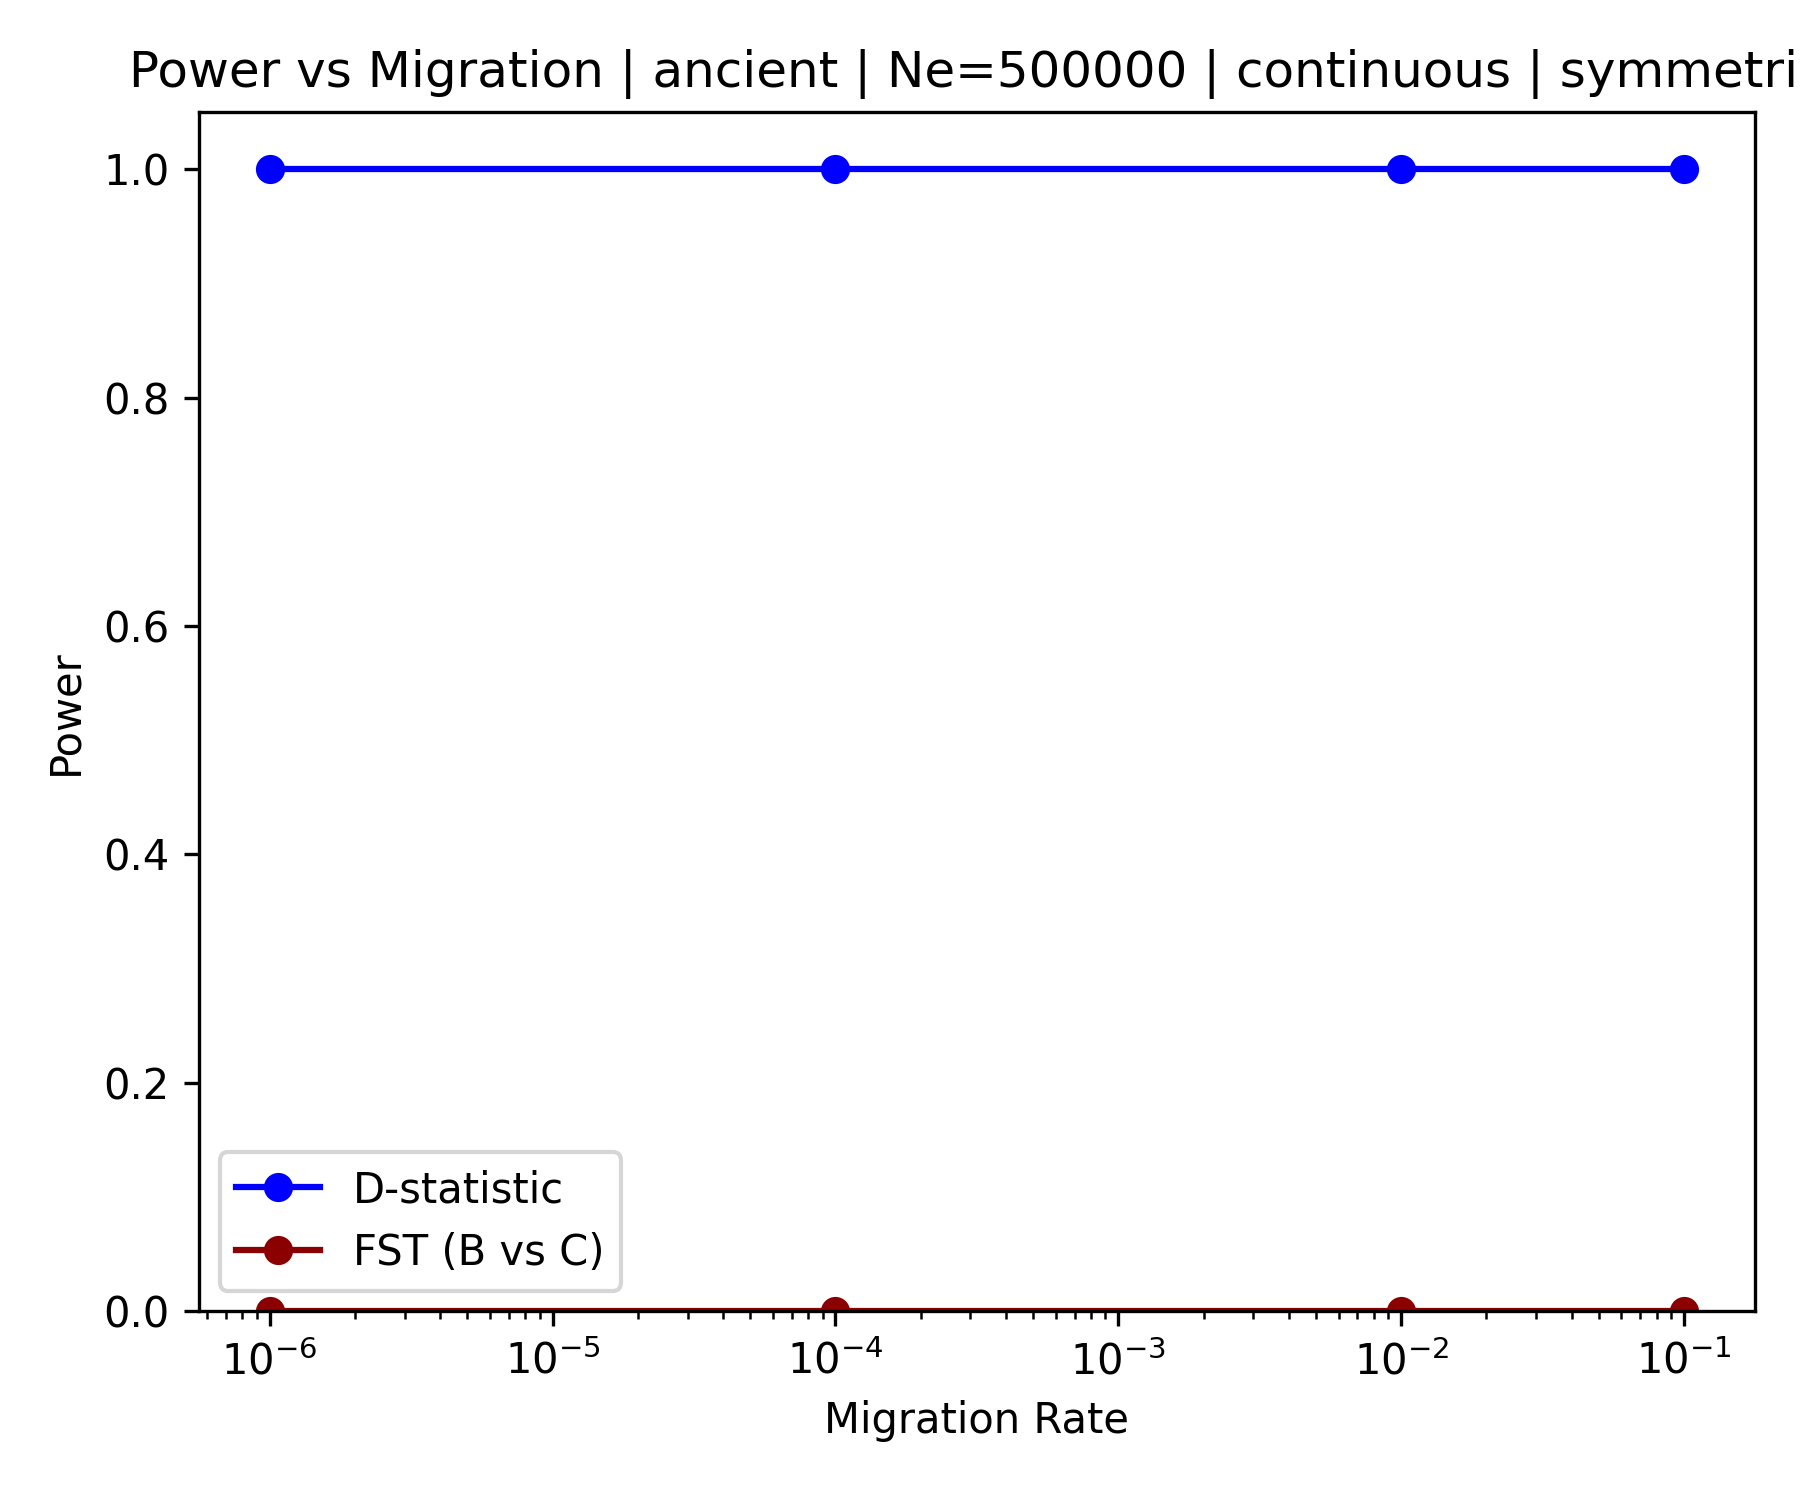 Power vs Migration | ancient | Ne=500000 | continuous | symmetri
1.0
0.8
0.6
0.4
0.2
0.0
Power
D-statistic
FST (B vs C)
10⁻⁶ 10⁻⁵ 10⁻⁴ 10⁻³ 10⁻² 10⁻¹
Migration Rate